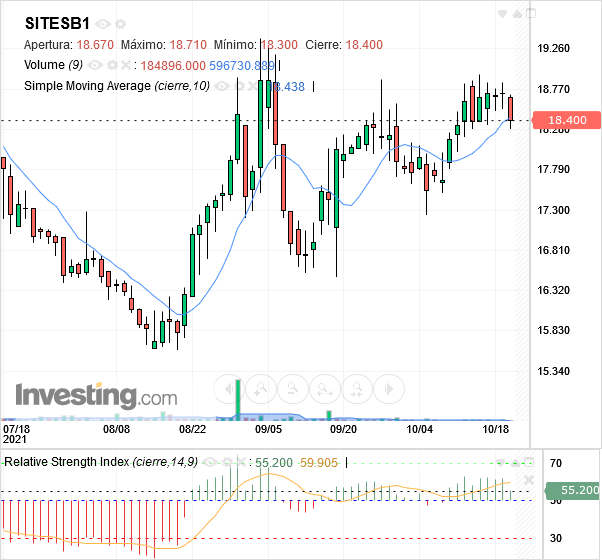 SITESB1
Apertura: 18.670 Máximo: 18.710 Mínimo: 18.300 Cierre: 18.400
Volume (9) : 184896.000 596730.889
Simple Moving Average (cierre,10) 18.438
19.260
18.770
18.400
18.280
17.790
17.300
16.810
16.320
15.830
15.340
Investing.com
07/18 08/08 08/22 09/05 09/20 10/04 10/18
2021
Relative Strength Index (cierre,14,9) : 55.200 59.905
70
55.200
50
30